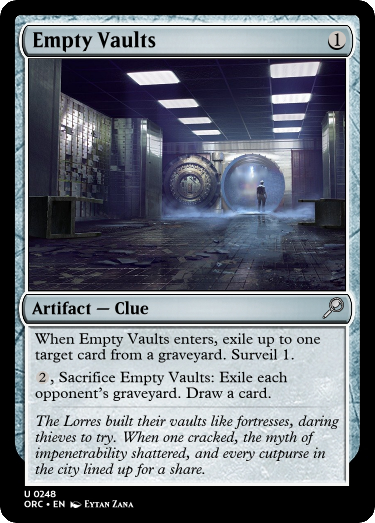 Empty Vaults 1
Artifact — Clue
When Empty Vaults enters, exile up to one
target card from a graveyard. Surveil 1.
2, Sacrifice Empty Vaults: Exile each
opponent's graveyard. Draw a card.
The Lorres built their vaults like fortresses, daring
thieves to try. When one cracked, the myth of
impenetrability shattered, and every cutpurse in
the city lined up for a share.
U 0248
ORC • EN Eytan Zana